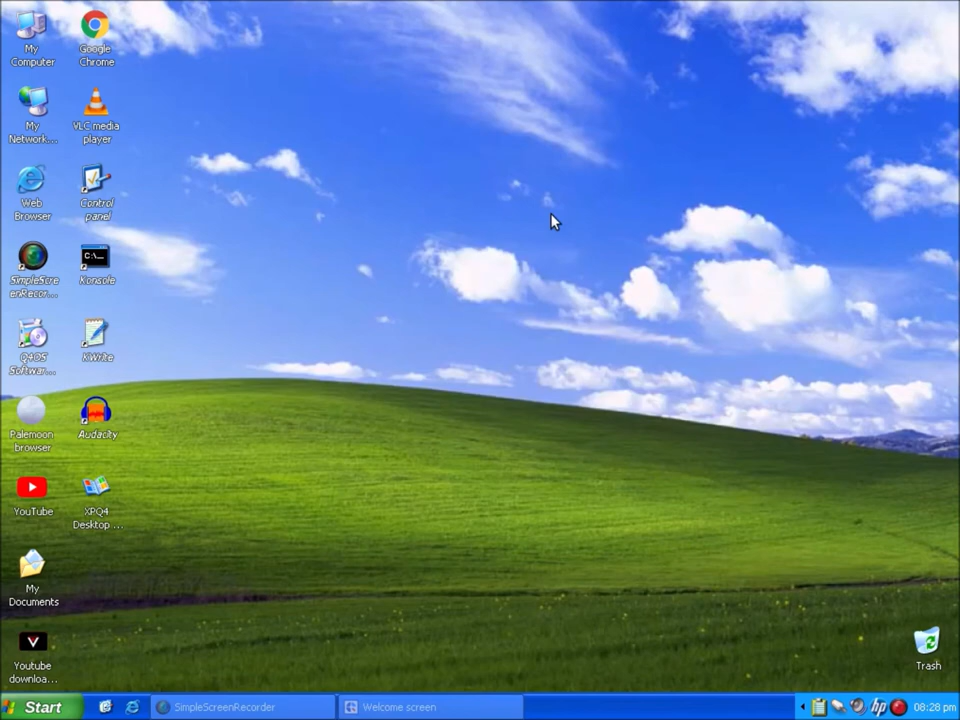 My
Computer
Google
Chrome
My
Network...
VLC media
player
Web
Browser
Control
panel
SimpleScre
enRecor...
C:\_
Konsole
Q4OS
Softwar...
KWrite
Palemoon
browser
Audacity
YouTube
XPQ4
Desktop ...
My
Documents
Youtube
downloa...
Trash
Start
SimpleScreenRecorder
Welcome screen
hp
08:28 pm